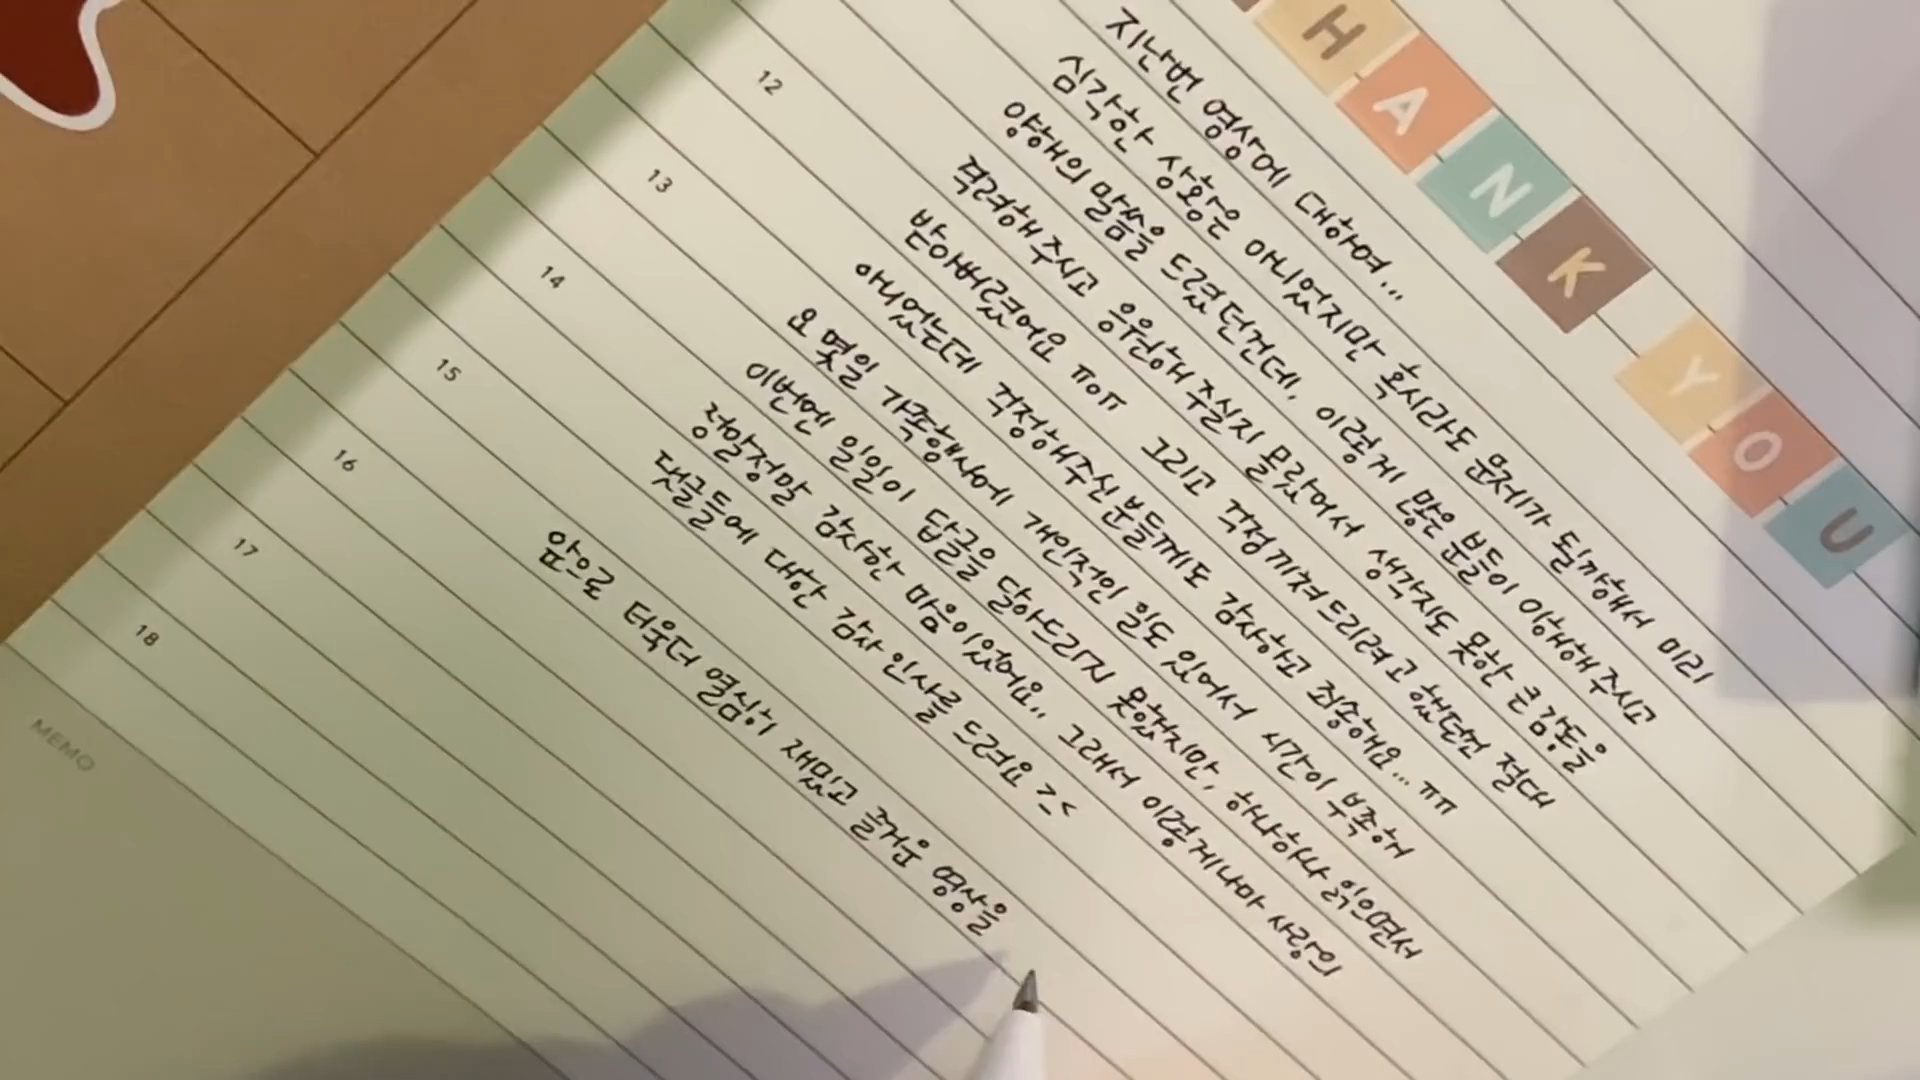 HANK YOU
지난번 영상에 대하여...
심각한 상황은 아니었지만 혹시라도 문제가 될까해서 미리
양해의 말씀을 드렸던건데, 이렇게 많은 분들이 이해해주시고
격려해주시고 응원해 주실지 몰랐어서 생각지도 못한 큰 감동을
받아버렸어요 ㅠㅇㅠ 그리고 걱정끼쳐드리려고 했던건 절대
아니었는데 걱정해주신 분들께도 감사하고 죄송해요...ㅠㅠ
요 몇일 가족행사에 개인적인 일도 있어서 시간이 부족해
이번엔 일일이 답글을 달아드리지 못했지만, 하나하나 읽으면서
정말정말 감사한 마음이었어요.. 그래서 이렇게나마 사랑의
댓글들에 대한 감사 인사를 드려요 >_<
앞으로 더욱더 열심히 재밌고 즐거운 영상을
12
13
14
15
16
17
18
MEMO